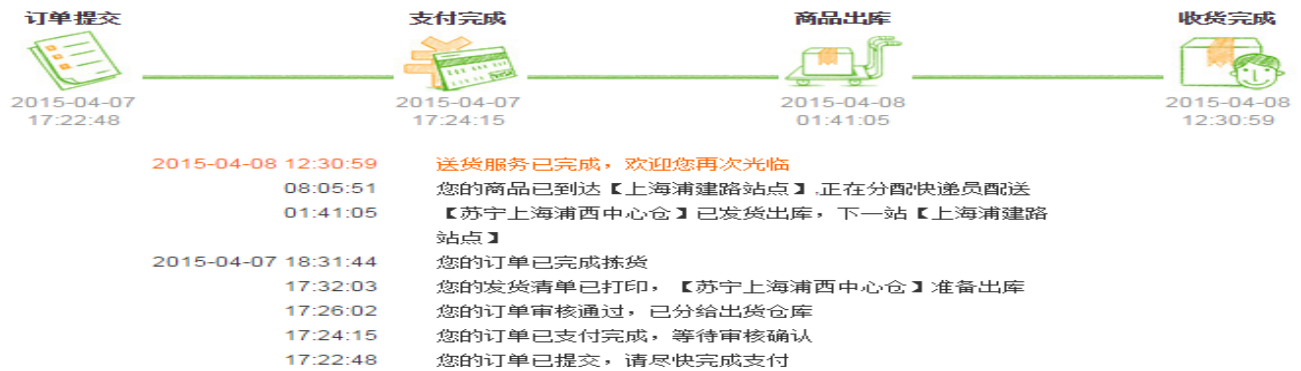 订单提交 支付完成 商品出库 收货完成
2015-04-07 2015-04-07 2015-04-08 2015-04-08
17:22:48 17:24:15 01:41:05 12:30:59
2015-04-08 12:30:59 送货服务已完成，欢迎您再次光临
08:05:51 您的商品已到达【上海浦建路站点】,正在分配快递员配送
01:41:05 【苏宁上海浦西中心仓】已发货出库，下一站【上海浦建路
站点】
2015-04-07 18:31:44 您的订单已完成拣货
17:32:03 您的发货清单已打印，【苏宁上海浦西中心仓】准备出库
17:26:02 您的订单审核通过，已分给出货仓库
17:24:15 您的订单已支付完成，等待审核确认
17:22:48 您的订单已提交，请尽快完成支付